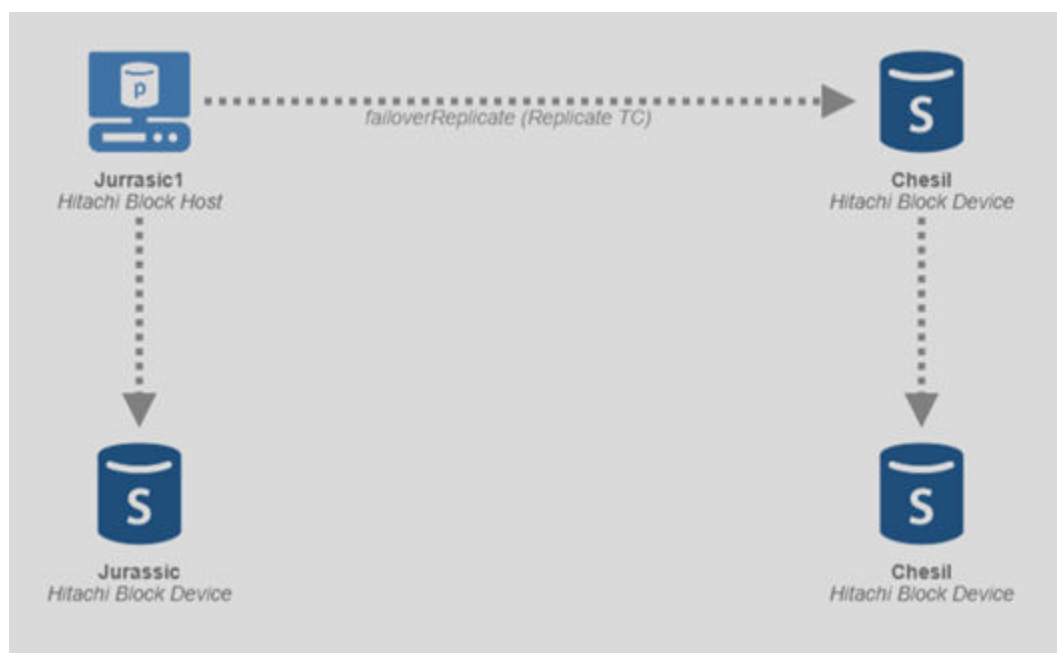 P
failoverReplicate (Replicate TC)
S
Jurrasic1
Hitachi Block Host
Chesil
Hitachi Block Device
S
Jurassic
Hitachi Block Device
S
Chesil
Hitachi Block Device